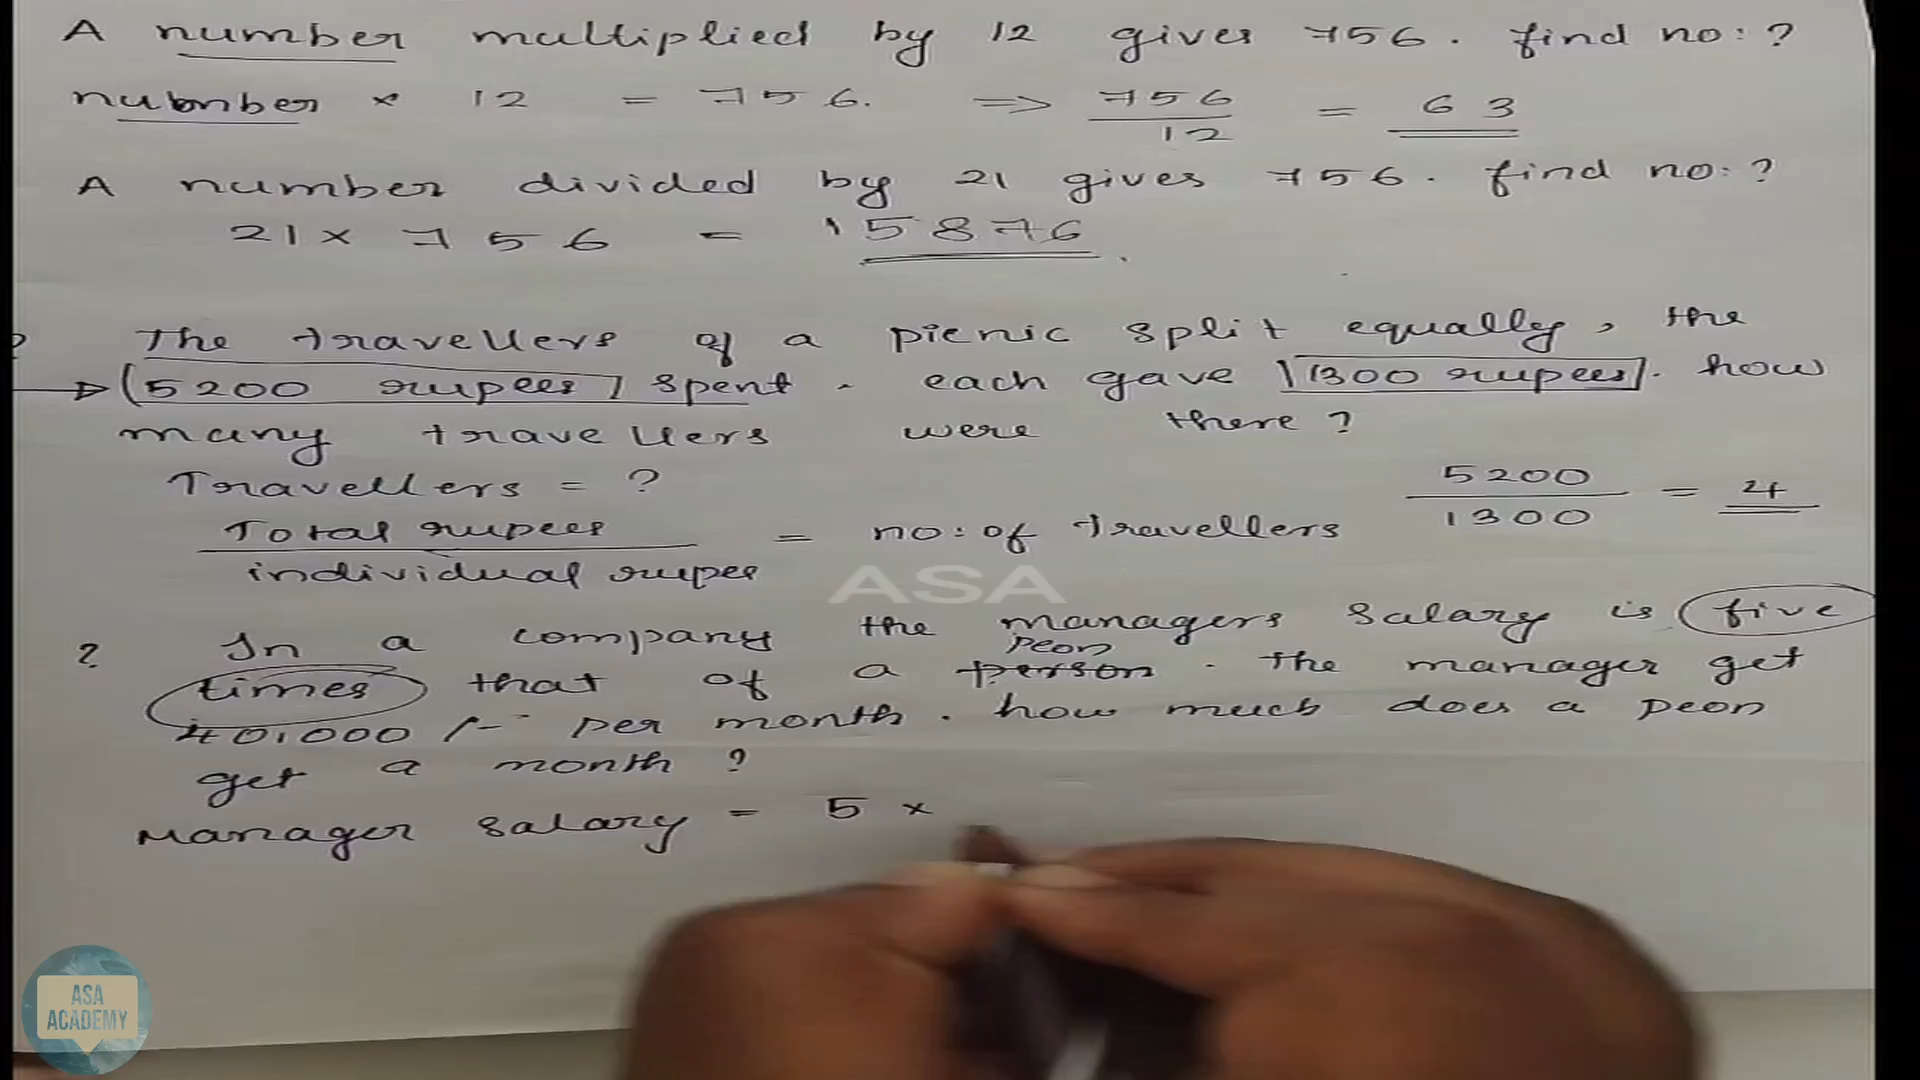 A number multiplied by 12 gives 756. find no: ?
number × 12 = 756. => 756/12 = 63
A number divided by 21 gives 756. find no: ?
21 × 756 = 15876.
? The travellers of a picnic split equally, the
5200 rupees spent. each gave 1300 rupees. how
many travellers were there?
Travellers = ?
Total rupees / individual rupee = no: of travellers 5200/1300 = 4
ASA
? In a company the managers salary is five
times that of a person peon. The manager get
40,000/- per month. how much does a peon
get a month?
Manager salary = 5 ×
ASA
ACADEMY